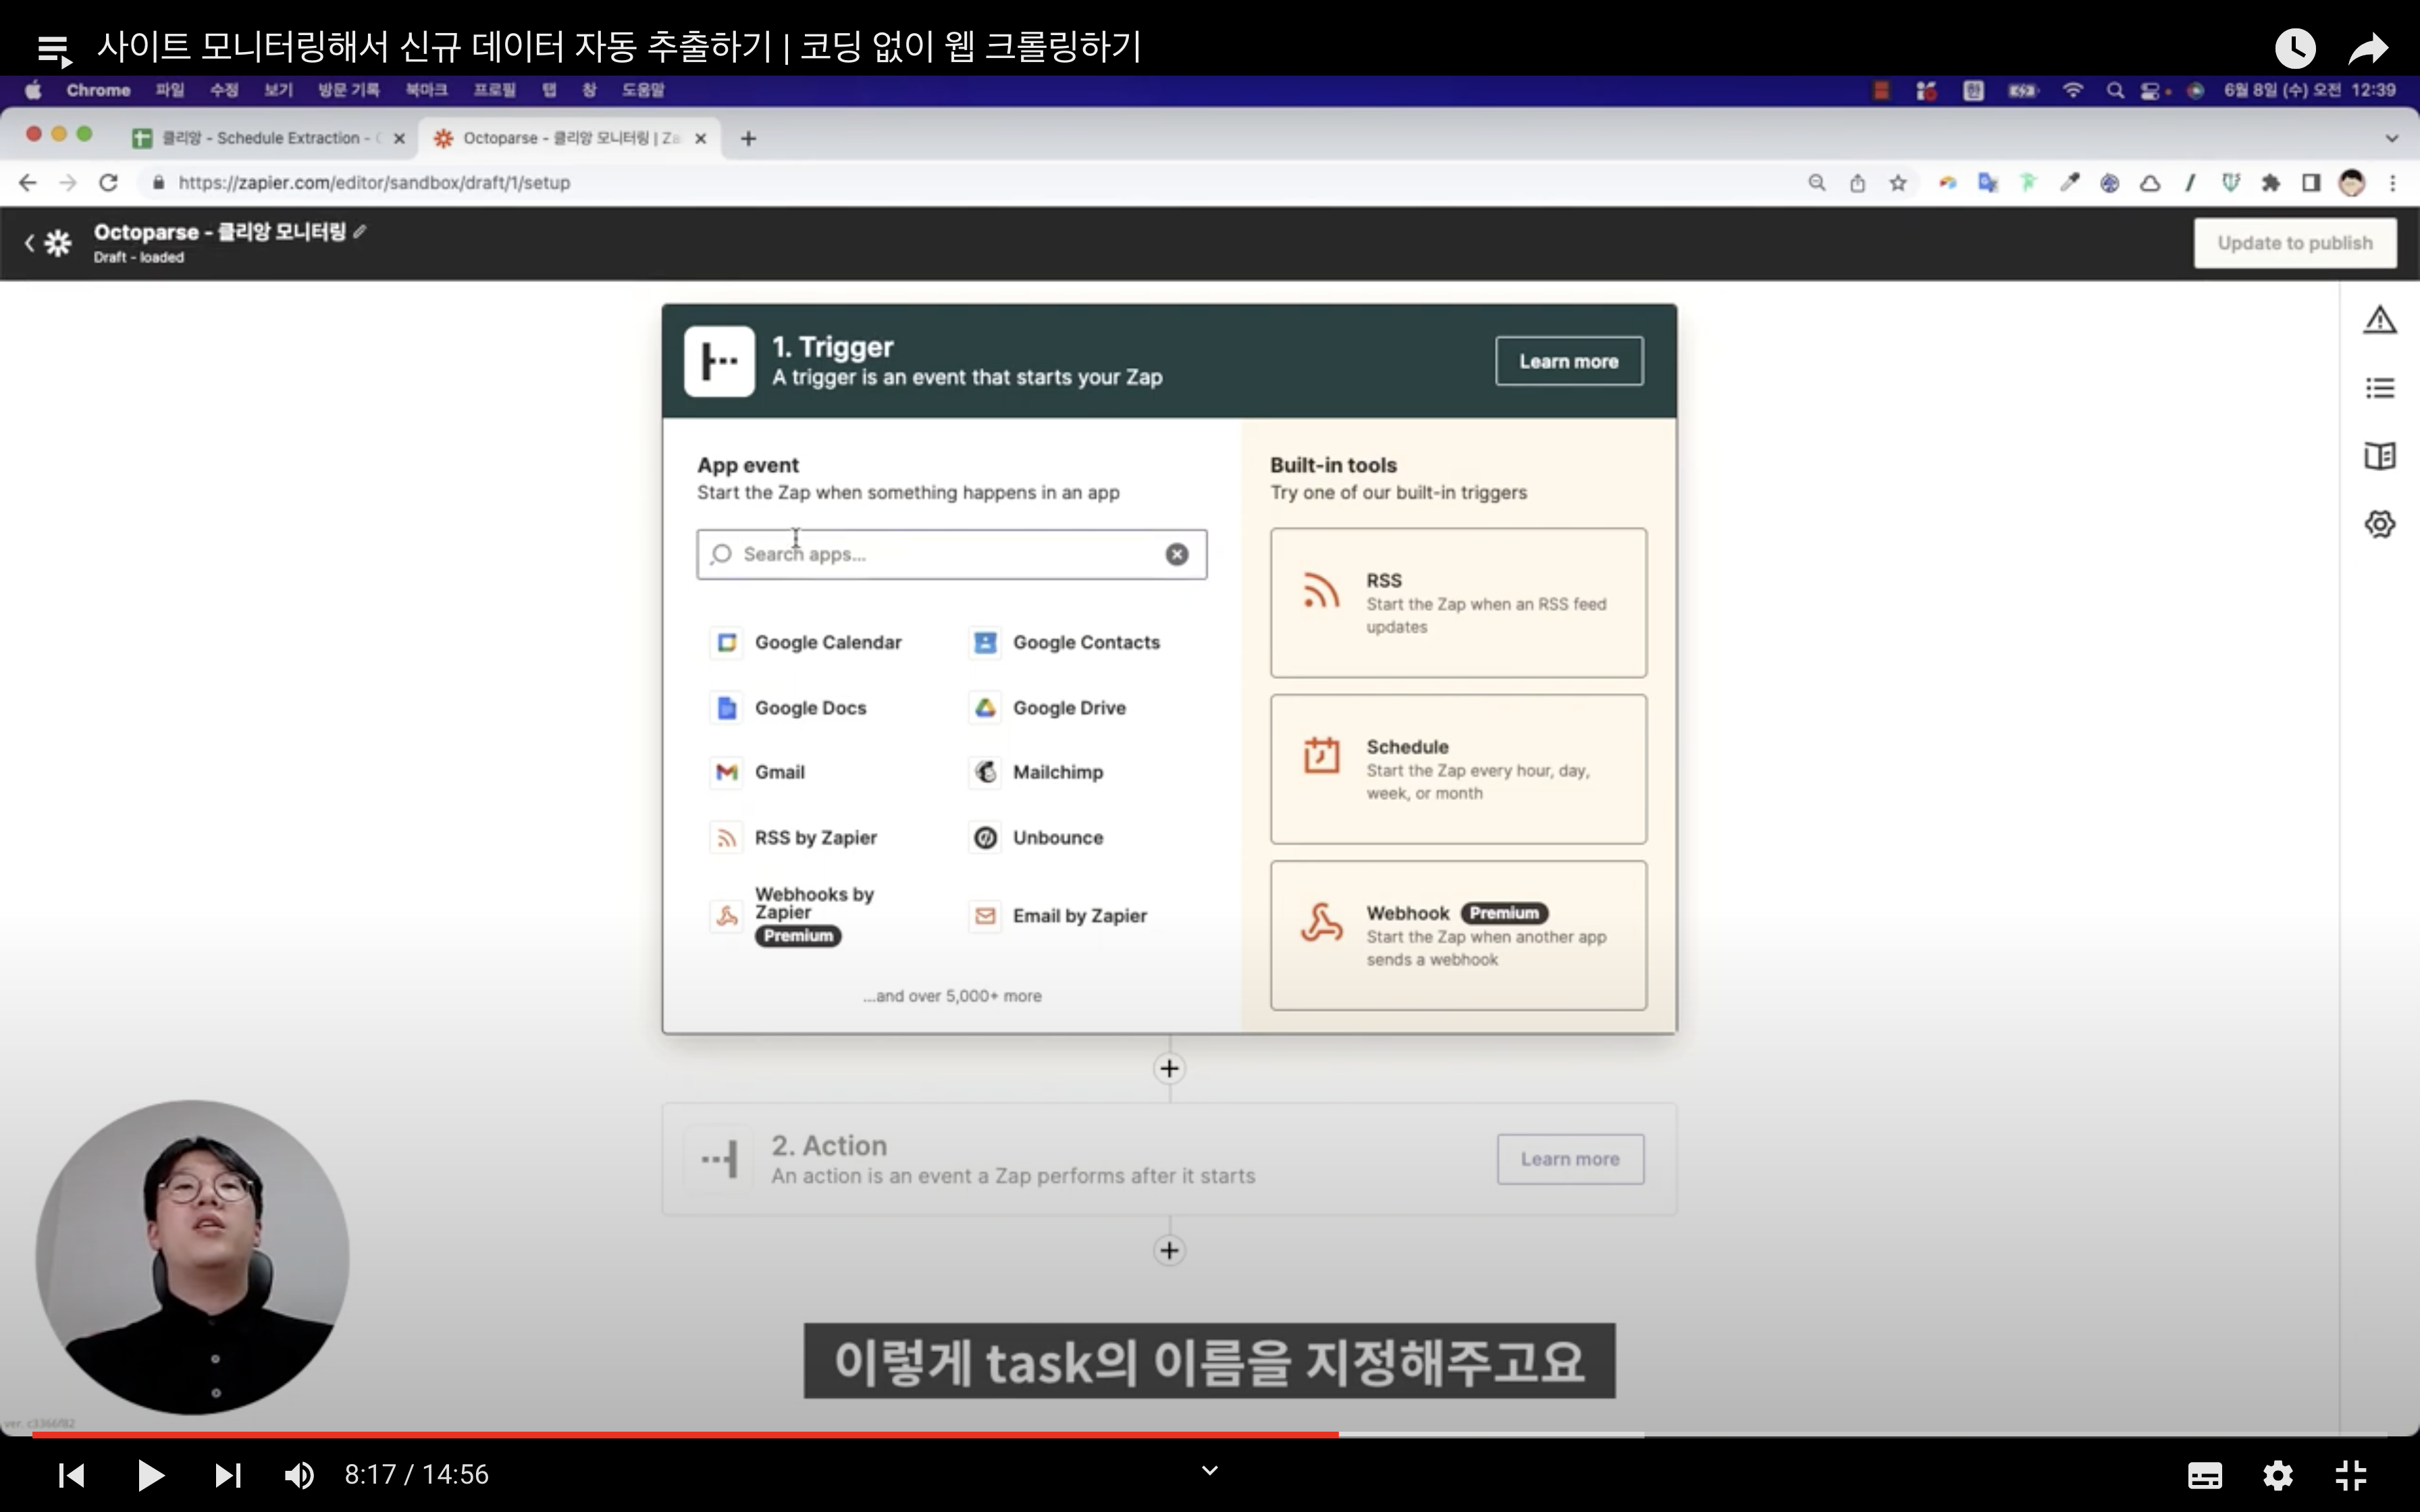 사이트 모니터링해서 신규 데이터 자동 추출하기 | 코딩 없이 웹 크롤링하기
Chrome 파일 수정 보기 방문 기록 북마크 프로필 탭 창 도움말
한
6월 8일 (수) 오전 12:39
클리앙 - Schedule Extraction -
Octoparse - 클리앙 모니터링 | Za
https://zapier.com/editor/sandbox/draft/1/setup
Octoparse - 클리앙 모니터링
Draft - loaded
Update to publish
1. Trigger
A trigger is an event that starts your Zap
Learn more
App event
Start the Zap when something happens in an app
Search apps...
Google Calendar
Google Contacts
Google Docs
Google Drive
Gmail
Mailchimp
RSS by Zapier
Unbounce
Webhooks by
Zapier
Premium
Email by Zapier
...and over 5,000+ more
Built-in tools
Try one of our built-in triggers
RSS
Start the Zap when an RSS feed
updates
Schedule
Start the Zap every hour, day,
week, or month
Webhook Premium
Start the Zap when another app
sends a webhook
2. Action
An action is an event a Zap performs after it starts
Learn more
이렇게 task의 이름을 지정해주고요
ver. c3366f82
8:17 / 14:56